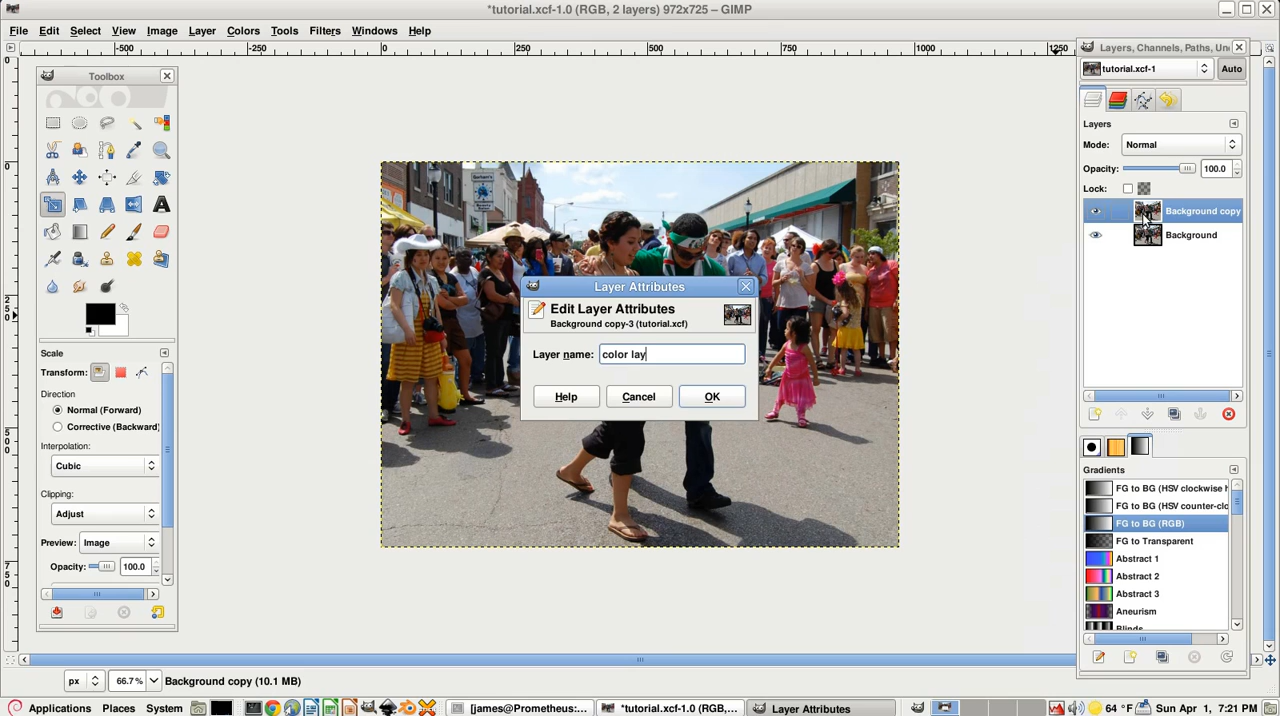 *tutorial.xcf-1.0 (RGB, 2 layers) 972x725 – GIMP
File Edit Select View Image Layer Colors Tools Filters Windows Help
-500 -250 0 250 500 750 1000 1250
Toolbox
Scale
Transform:
Direction
Normal (Forward)
Corrective (Backward)
Interpolation:
Cubic
Clipping:
Adjust
Preview: Image
Opacity: 100.0
Layer Attributes
Edit Layer Attributes
Background copy-3 (tutorial.xcf)
Layer name: color lay
Help Cancel OK
Layers, Channels, Paths, Un
tutorial.xcf-1 Auto
Layers
Mode: Normal
Opacity: 100.0
Lock:
Background copy
Background
Gradients
FG to BG (HSV clockwise h
FG to BG (HSV counter-clo
FG to BG (RGB)
FG to Transparent
Abstract 1
Abstract 2
Abstract 3
Aneurism
Blinds
px 66.7% Background copy (10.1 MB)
Applications Places System [james@Prometheus:... *tutorial.xcf-1.0 (RGB,... Layer Attributes 64 °F Sun Apr 1, 7:21 PM